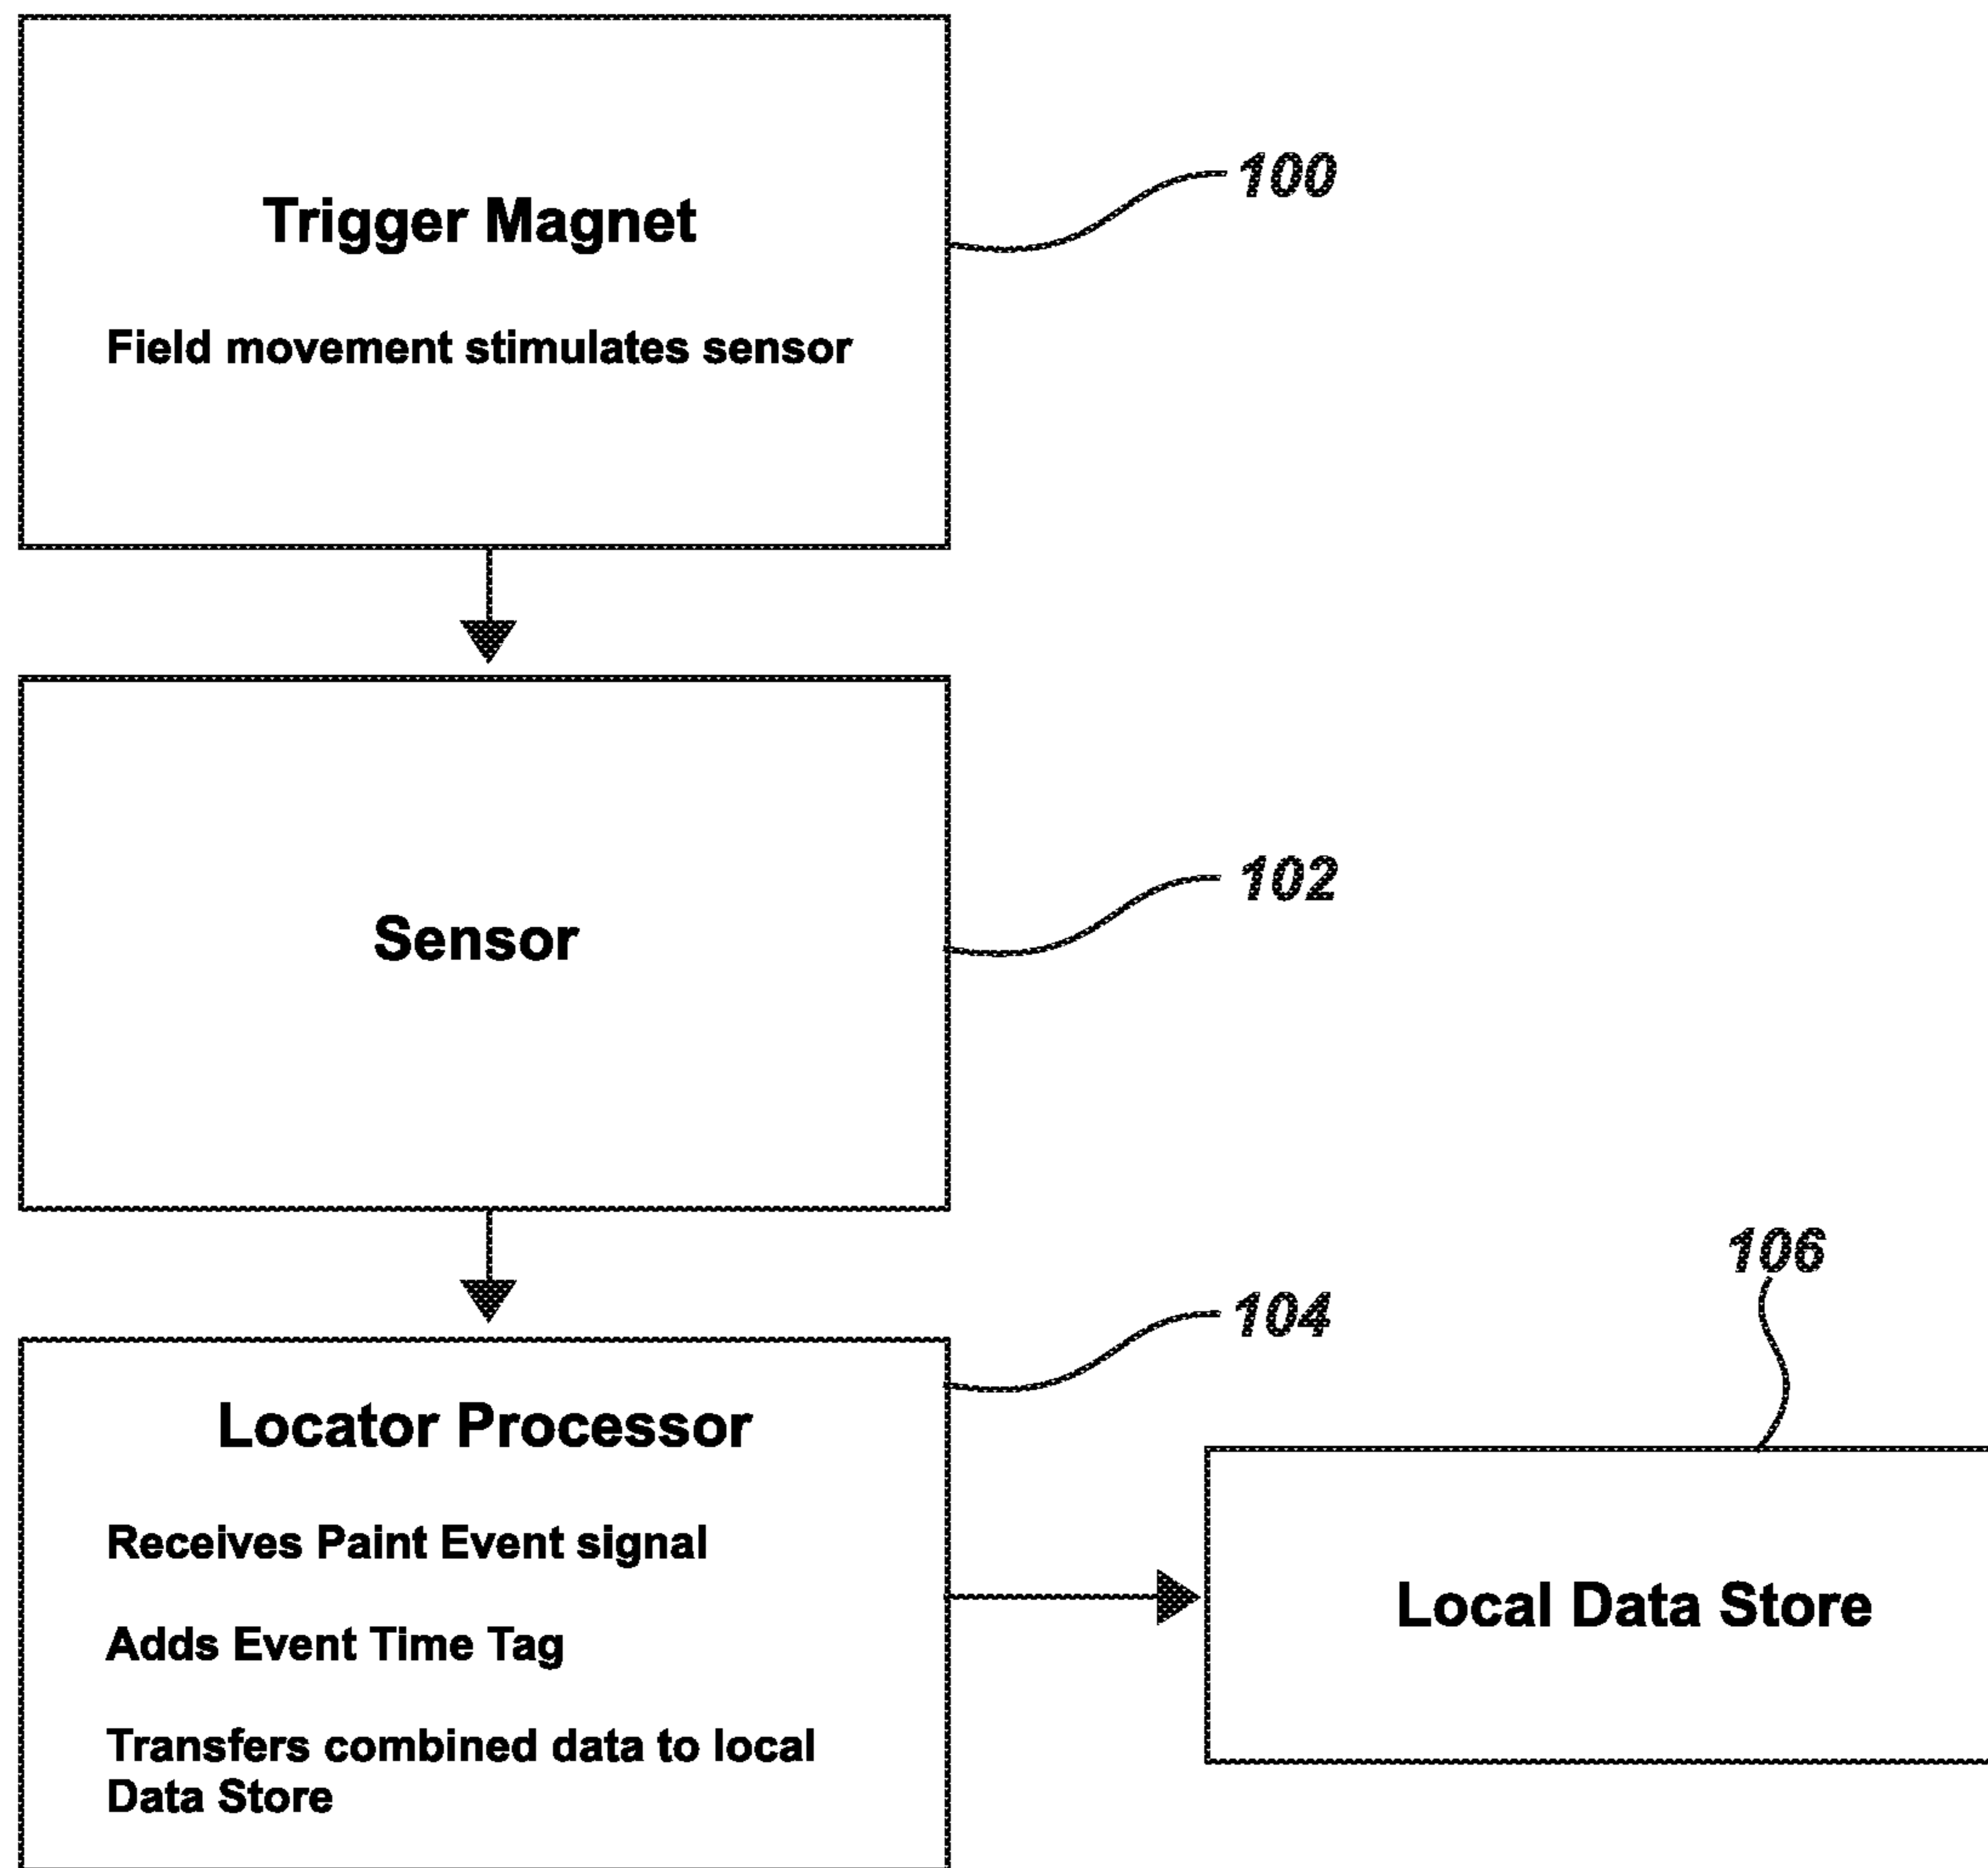 Trigger Magnet
Field movement stimulates sensor
100
Sensor
102
Locator Processor
Receives Paint Event signal
Adds Event Time Tag
Transfers combined data to local
Data Store
104
106
Local Data Store